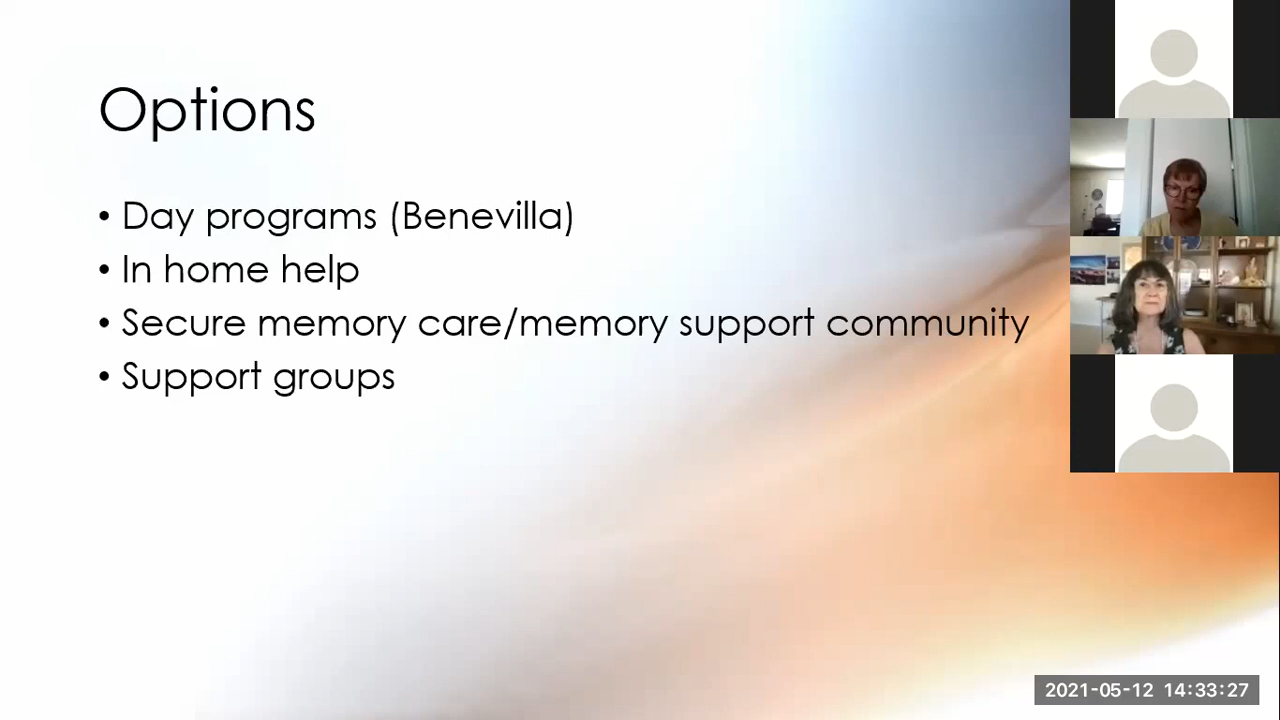 Options
• Day programs (Benevilla)
• In home help
• Secure memory care/memory support community
• Support groups
2021-05-12 14:33:27